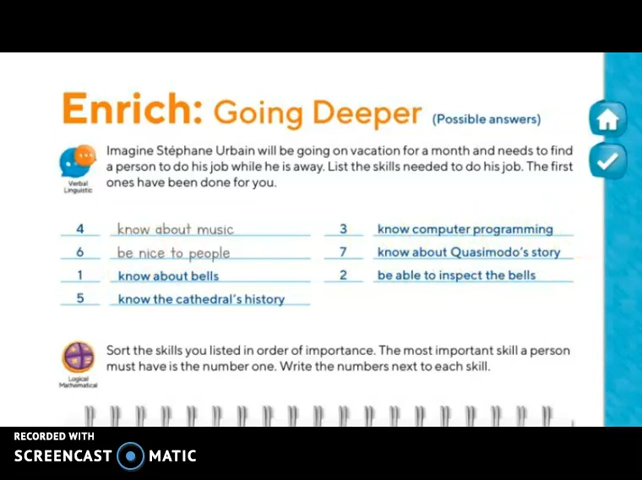 Enrich: Going Deeper (Possible answers)
Imagine Stéphane Urbain will be going on vacation for a month and needs to find
a person to do his job while he is away. List the skills needed to do his job. The first
ones have been done for you.
Verbal
Linguistic
4 know about music
6 be nice to people
1 know about bells
5 know the cathedral's history
3 know computer programming
7 know about Quasimodo's story
2 be able to inspect the bells
Sort the skills you listed in order of importance. The most important skill a person
must have is the number one. Write the numbers next to each skill.
Logical
Mathematical
RECORDED WITH
SCREENCAST MATIC